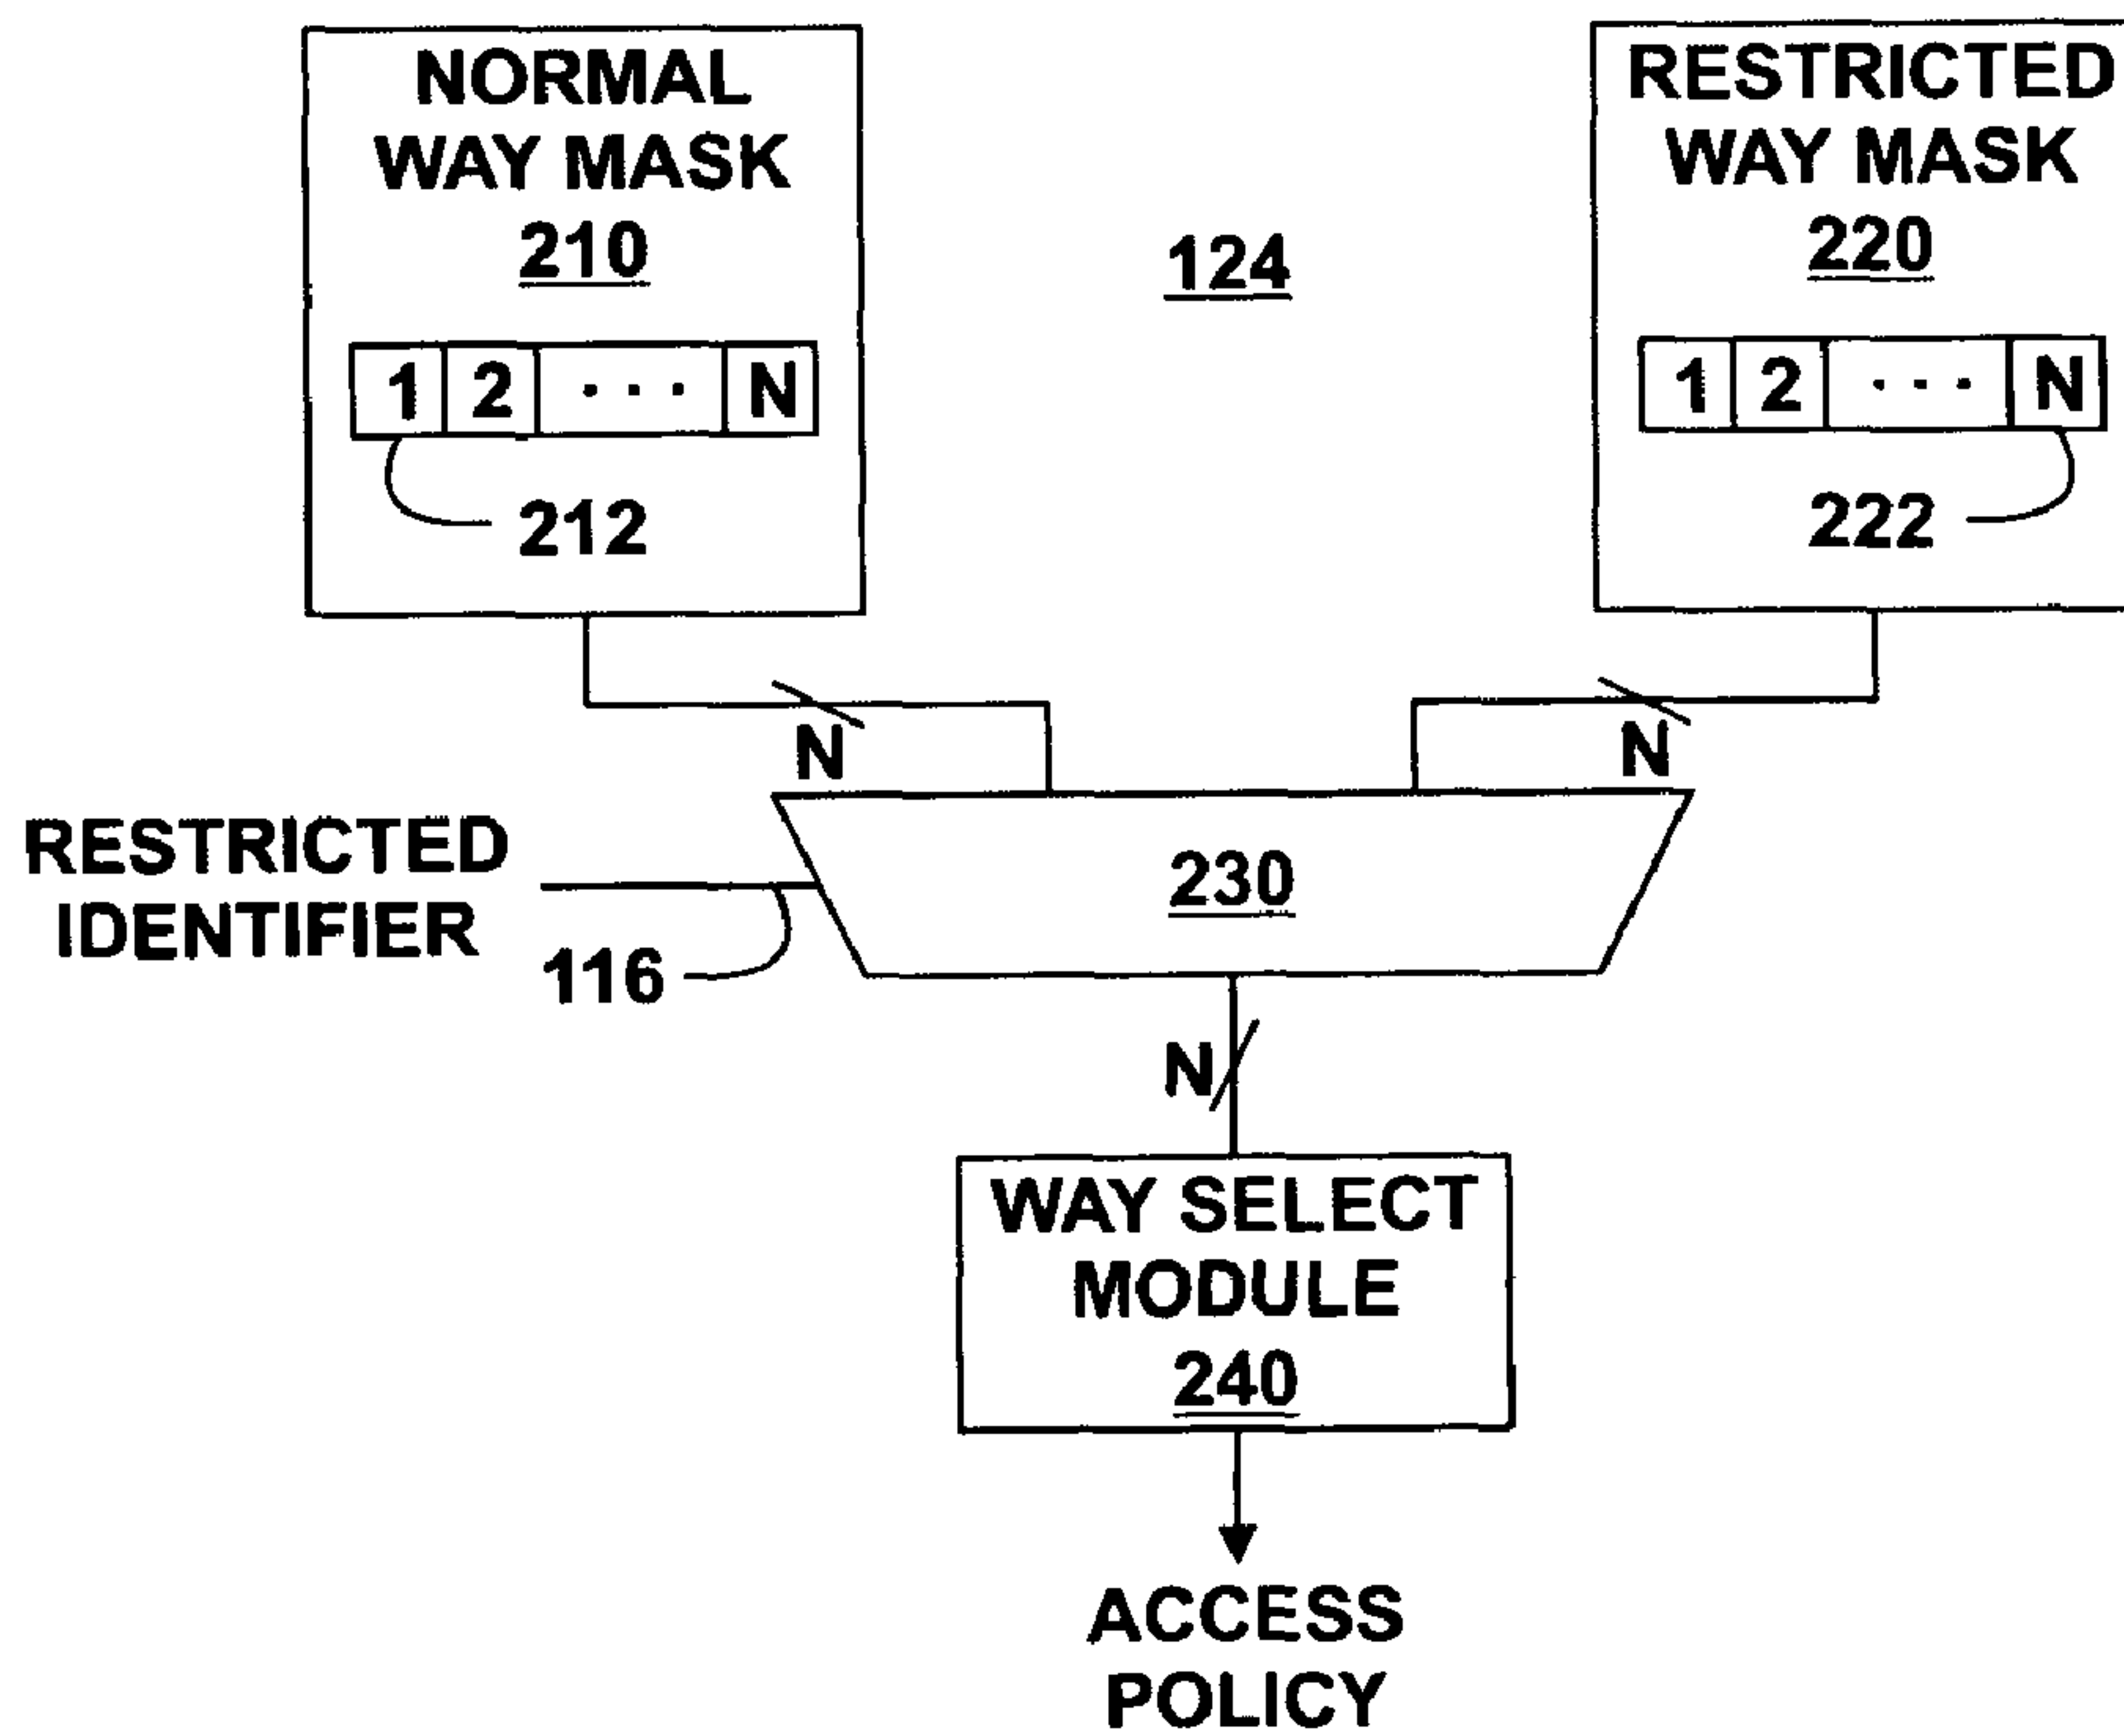 NORMAL
WAY MASK
210
1 2 ... N
212
124
RESTRICTED
WAY MASK
220
1 2 ... N
222
N
N
RESTRICTED
IDENTIFIER
116
230
N
WAY SELECT
MODULE
240
ACCESS
POLICY